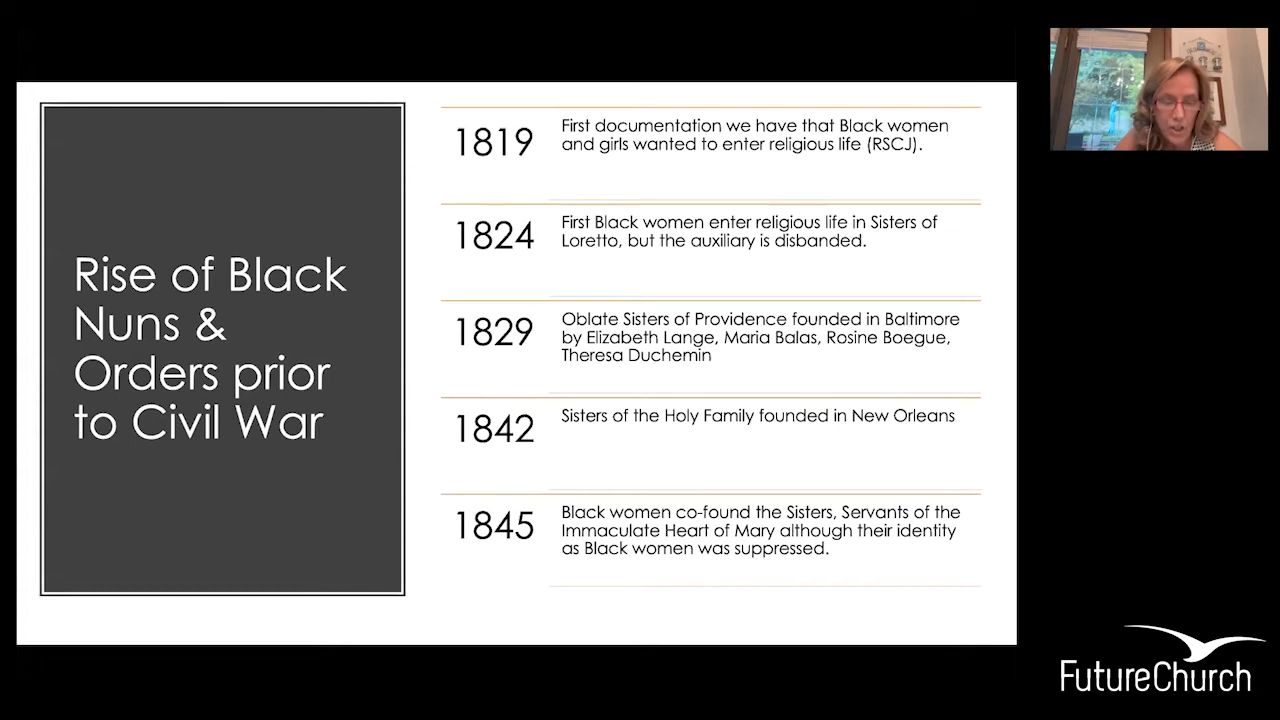 Rise of Black
Nuns &
Orders prior
to Civil War
1819
First documentation we have that Black women
and girls wanted to enter religious life (RSCJ).
1824
First Black women enter religious life in Sisters of
Loretto, but the auxiliary is disbanded.
1829
Oblate Sisters of Providence founded in Baltimore
by Elizabeth Lange, Maria Balas, Rosine Boegue,
Theresa Duchemin
1842
Sisters of the Holy Family founded in New Orleans
1845
Black women co-found the Sisters, Servants of the
Immaculate Heart of Mary although their identity
as Black women was suppressed.
FutureChurch